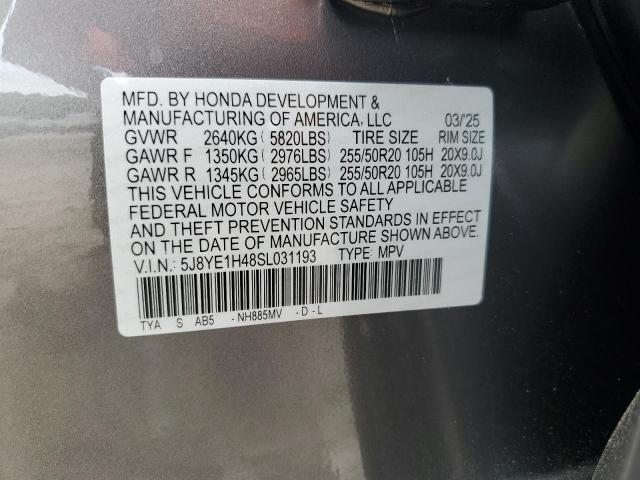 MFD. BY HONDA DEVELOPMENT &
MANUFACTURING OF AMERICA, LLC 03/'25
GVWR 2640KG ( 5820LBS) TIRE SIZE RIM SIZE
GAWR F 1350KG ( 2976LBS) 255/50R20 105H 20X9.0J
GAWR R 1345KG ( 2965LBS) 255/50R20 105H 20X9.0J
THIS VEHICLE CONFORMS TO ALL APPLICABLE
FEDERAL MOTOR VEHICLE SAFETY
AND THEFT PREVENTION STANDARDS IN EFFECT
ON THE DATE OF MANUFACTURE SHOWN ABOVE.
V.I.N.: 5J8YE1H48SL031193 TYPE: MPV
TYA S AB5 -NH885MV -D-L